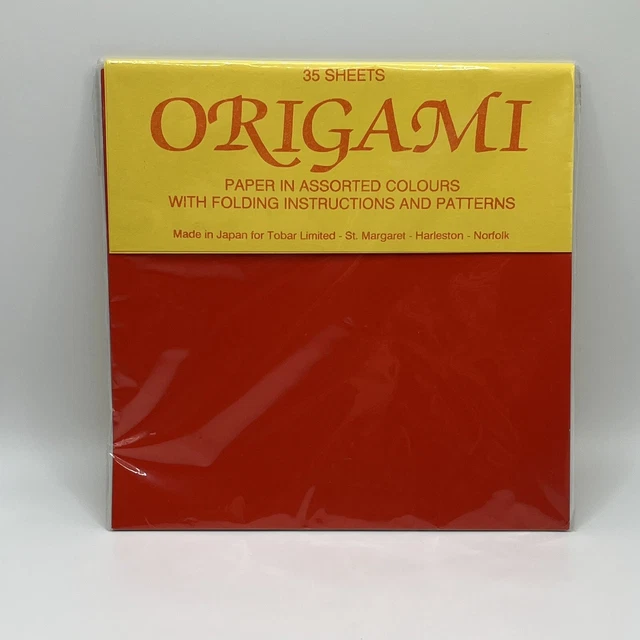 35 SHEETS
ORIGAMI
PAPER IN ASSORTED COLOURS
WITH FOLDING INSTRUCTIONS AND PATTERNS
Made in Japan for Tobar Limited - St. Margaret - Harleston - Norfolk